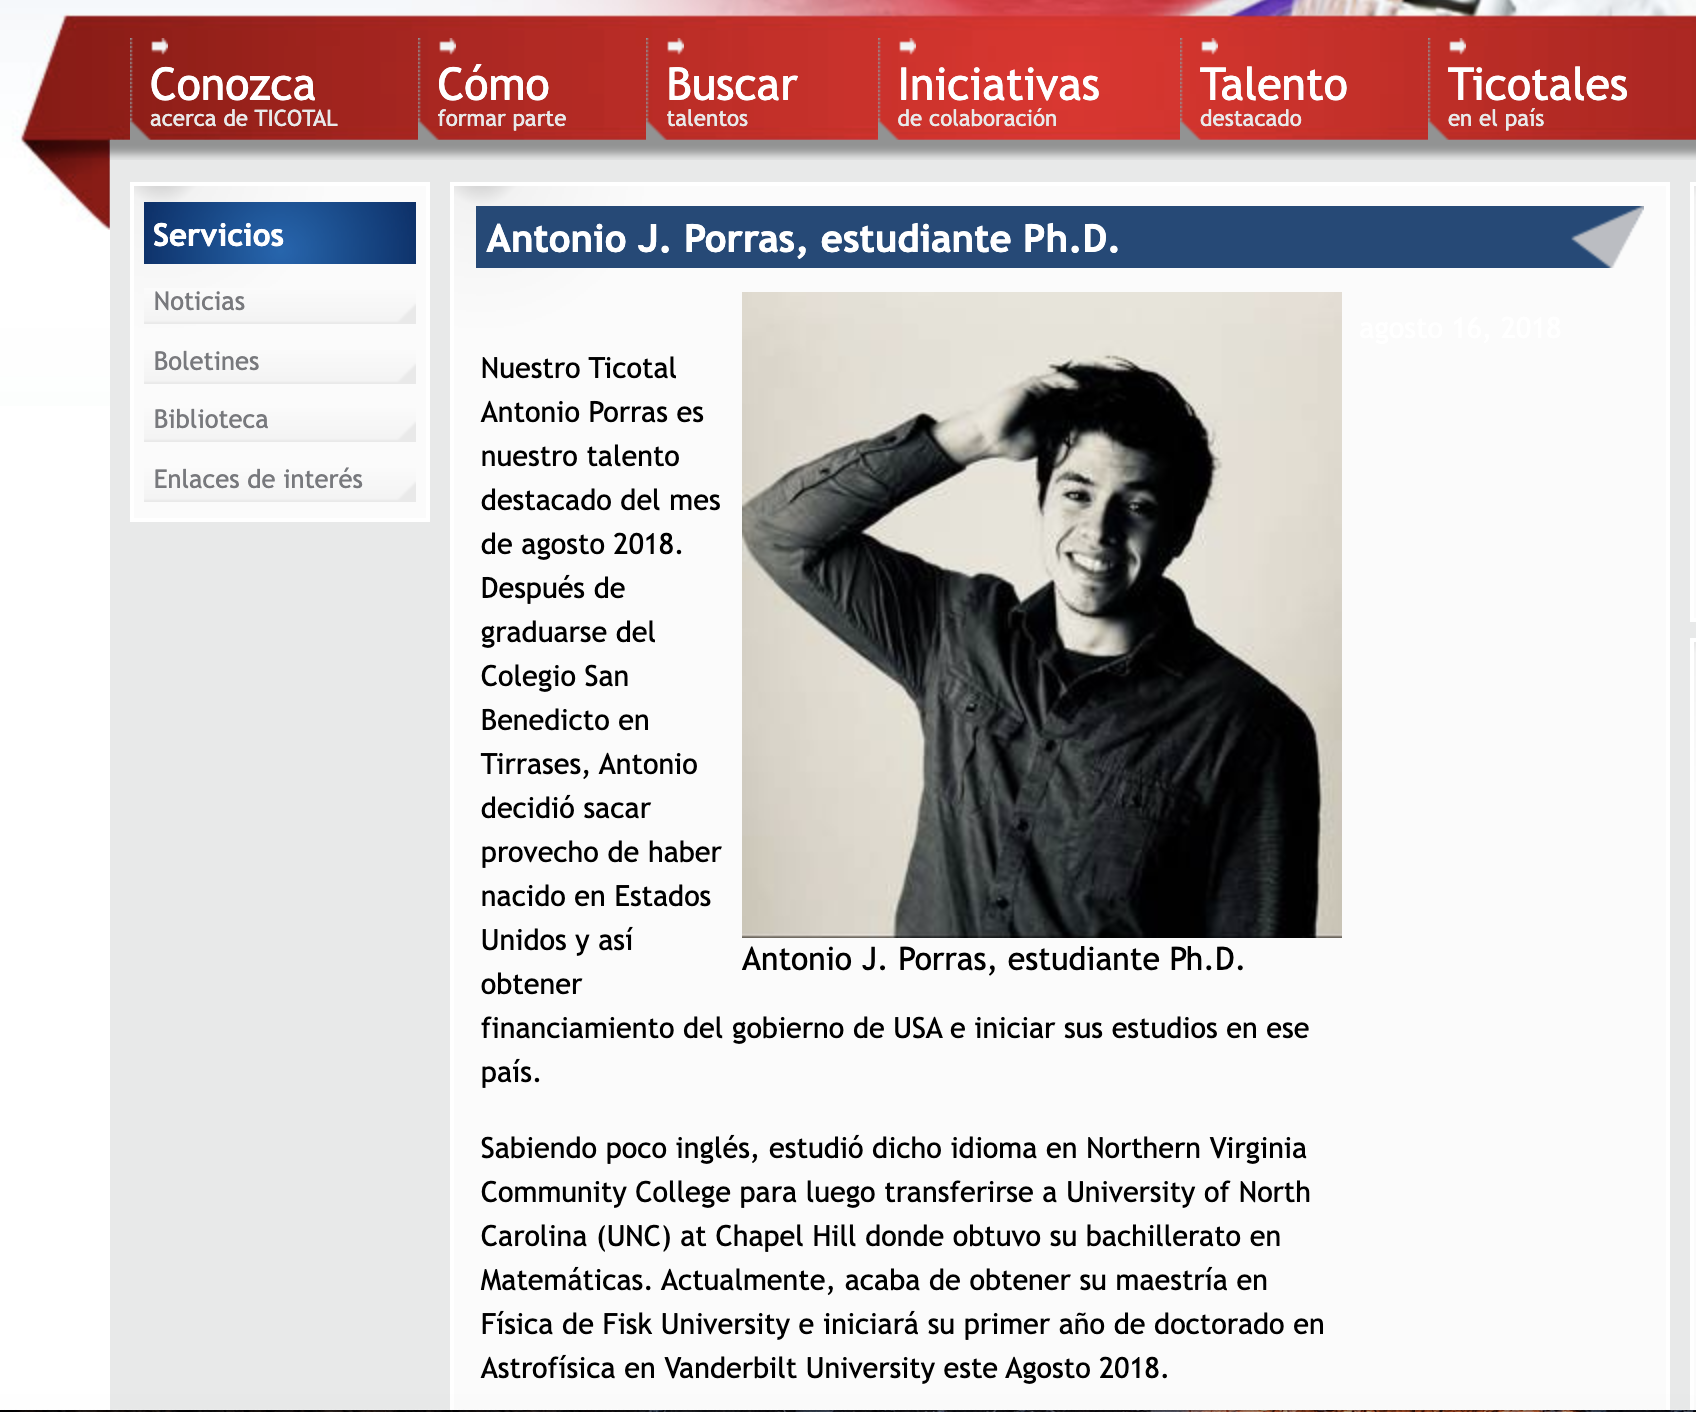 Conozca
acerca de TICOTAL
Cómo
formar parte
Buscar
talentos
Iniciativas
de colaboración
Talento
destacado
Ticotales
en el país
Servicios
Noticias
Boletines
Biblioteca
Enlaces de interés
Antonio J. Porras, estudiante Ph.D.
agosto 16, 2018
Nuestro Ticotal
Antonio Porras es
nuestro talento
destacado del mes
de agosto 2018.
Después de
graduarse del
Colegio San
Benedicto en
Tirrases, Antonio
decidió sacar
provecho de haber
nacido en Estados
Unidos y así
obtener
financiamiento del gobierno de USA e iniciar sus estudios en ese
país.
Antonio J. Porras, estudiante Ph.D.
Sabiendo poco inglés, estudió dicho idioma en Northern Virginia
Community College para luego transferirse a University of North
Carolina (UNC) at Chapel Hill donde obtuvo su bachillerato en
Matemáticas. Actualmente, acaba de obtener su maestría en
Física de Fisk University e iniciará su primer año de doctorado en
Astrofísica en Vanderbilt University este Agosto 2018.